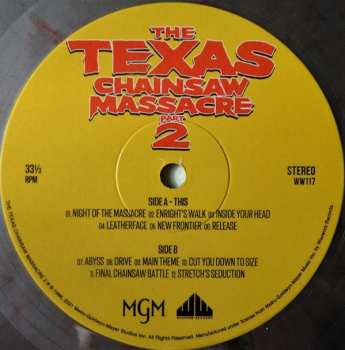 THE
TEXAS
CHAINSAW
MASSACRE
PART
2
33⅓
RPM
STEREO
WW117
SIDE A - THIS
01. NIGHT OF THE MASSACRE 02. ENRIGHT'S WALK 03. INSIDE YOUR HEAD
04. LEATHERFACE 05. NEW FRONTIER 06. RELEASE
SIDE B
07. ABYSS 08. DRIVE 09. MAIN THEME 10. CUT YOU DOWN TO SIZE
11. FINAL CHAINSAW BATTLE 12. STRETCH'S SEDUCTION
MGM
WW